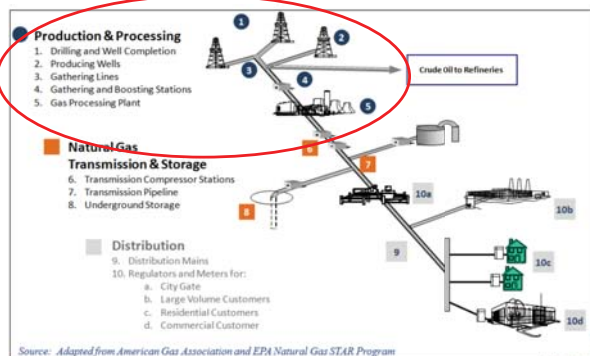 Production & Processing
1. Drilling and Well Completion
2. Producing Wells
3. Gathering Lines
4. Gathering and Boosting Stations
5. Gas Processing Plant
1
2
3
4
5
Crude Oil to Refineries
Natural Gas
Transmission & Storage
6. Transmission Compressor Stations
7. Transmission Pipeline
8. Underground Storage
6
7
8
10a
10b
Distribution
9. Distribution Mains
10. Regulators and Meters for:
a. City Gate
b. Large Volume Customers
c. Residential Customers
d. Commercial Customer
9
10c
10d
Source: Adapted from American Gas Association and EPA Natural Gas STAR Program